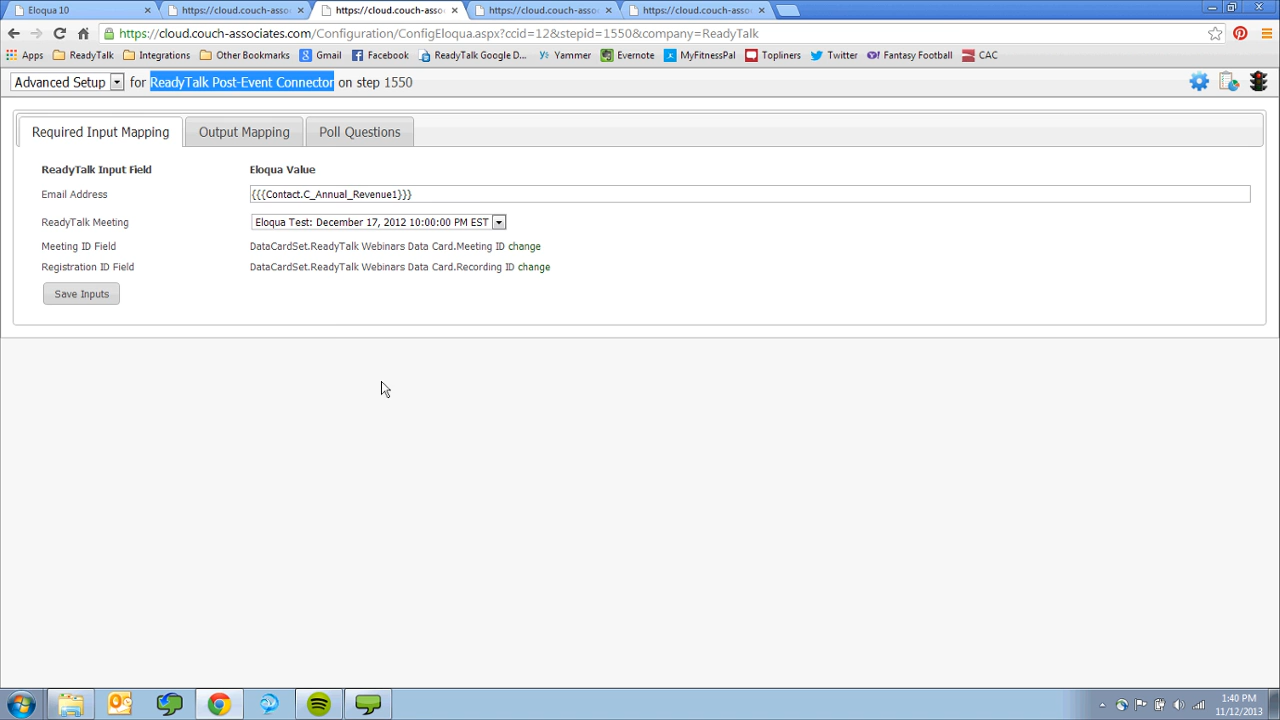 Eloqua 10
https://cloud.couch-assoc
https://cloud.couch-asso
https://cloud.couch-asso
https://cloud.couch-asso
https://cloud.couch-associates.com/Configuration/ConfigEloqua.aspx?ccid=12&stepid=1550&company=ReadyTalk
Apps ReadyTalk Integrations Other Bookmarks Gmail Facebook ReadyTalk Google D... Yammer Evernote MyFitnessPal Topliners Twitter Fantasy Football CAC
Advanced Setup for ReadyTalk Post-Event Connector on step 1550
Required Input Mapping Output Mapping Poll Questions
ReadyTalk Input Field Eloqua Value
Email Address {{{Contact.C_Annual_Revenue1}}}
ReadyTalk Meeting Eloqua Test: December 17, 2012 10:00:00 PM EST
Meeting ID Field DataCardSet.ReadyTalk Webinars Data Card.Meeting ID change
Registration ID Field DataCardSet.ReadyTalk Webinars Data Card.Recording ID change
Save Inputs
1:40 PM
11/12/2013